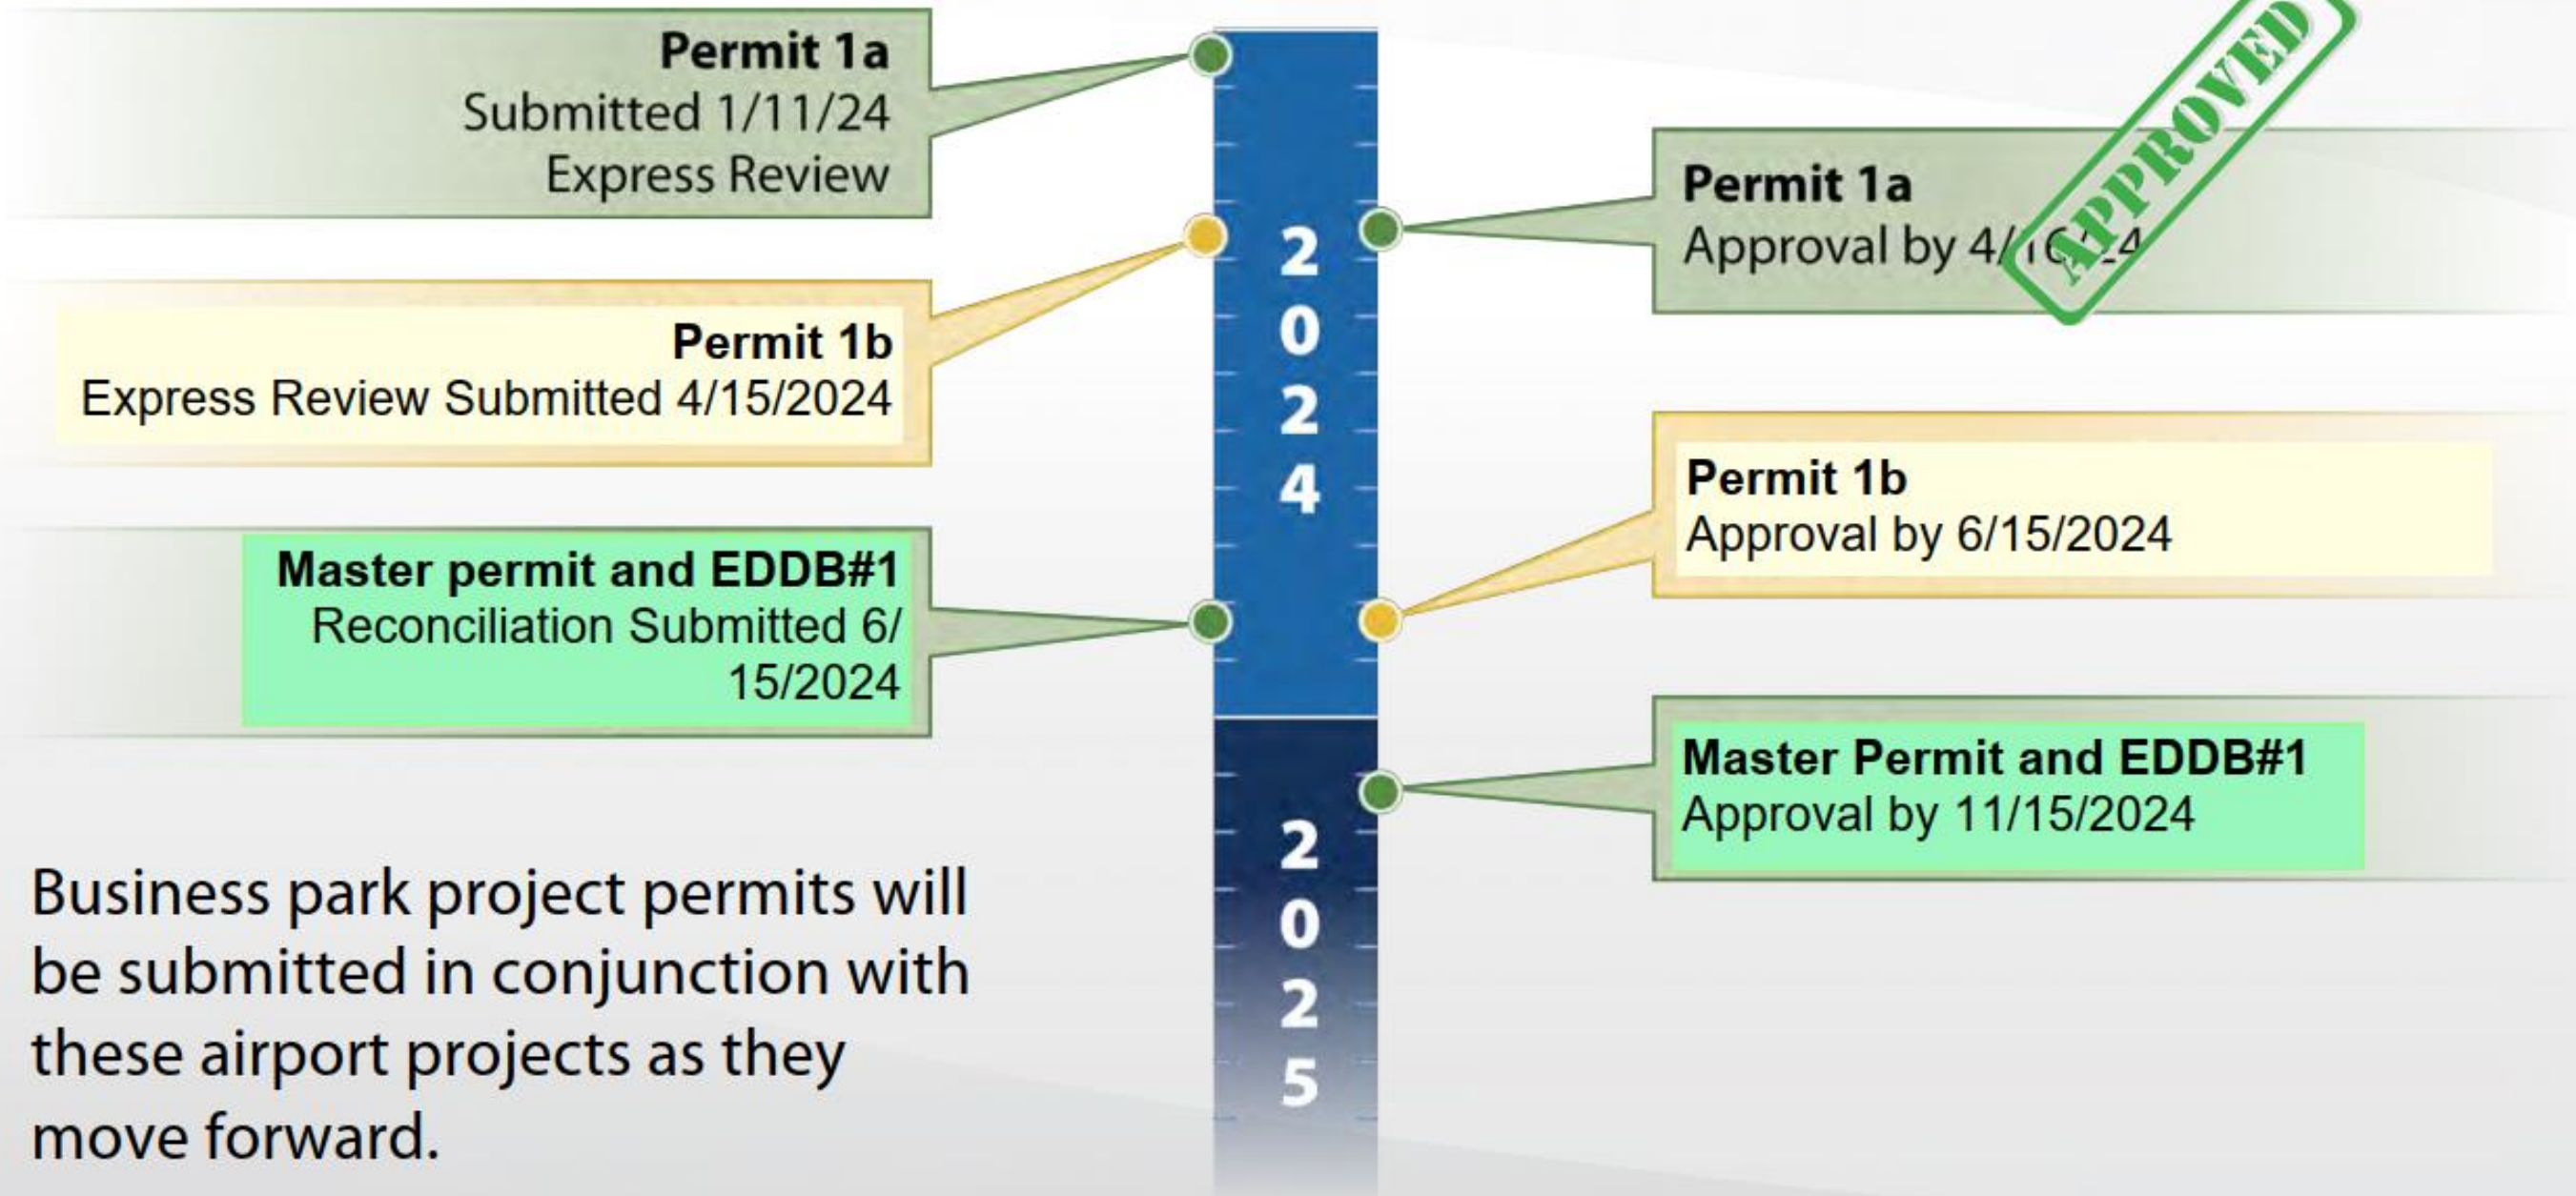 Permit 1a
Submitted 1/11/24
Express Review
Permit 1a
Approval by 4/16/24
APPROVED
Permit 1b
Express Review Submitted 4/15/2024
Permit 1b
Approval by 6/15/2024
Master permit and EDDB#1
Reconciliation Submitted 6/
15/2024
Master Permit and EDDB#1
Approval by 11/15/2024
2
0
2
4
2
0
2
5
Business park project permits will
be submitted in conjunction with
these airport projects as they
move forward.